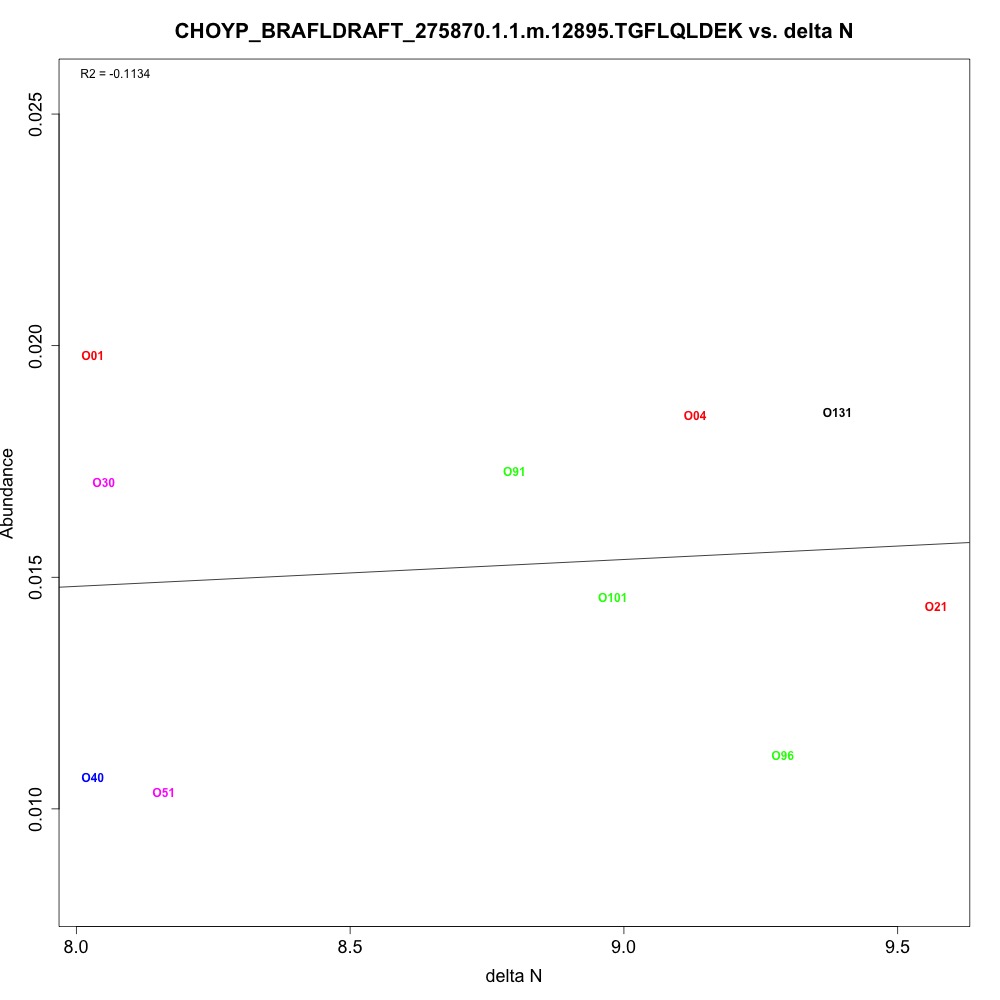 CHOYP_BRAFLDRAFT_275870.1.1.m.12895.TGFLQLDEK vs. delta N
R2 = -0.1134
0.025
0.020
0.015
0.010
Abundance
O01
O04
O131
O91
O30
O101
O21
O96
O40
O51
8.0 8.5 9.0 9.5
delta N